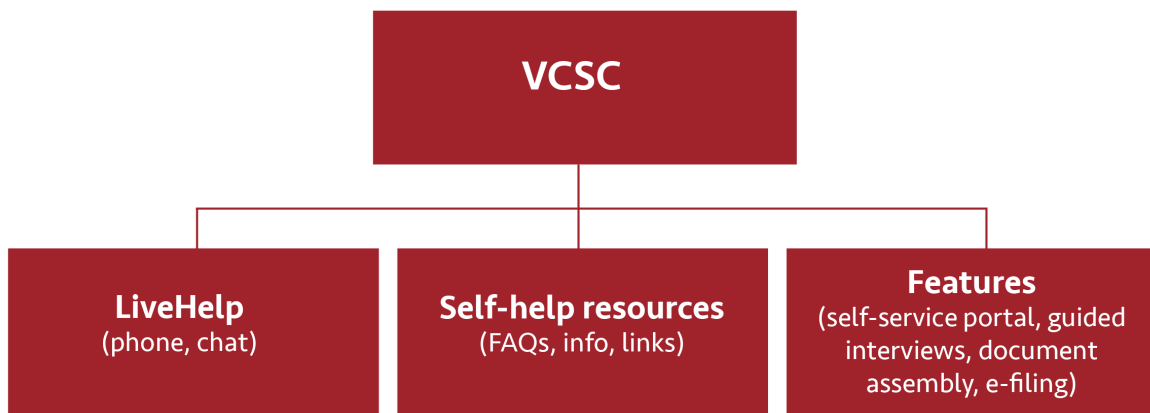 VCSC
LiveHelp
(phone, chat)
Self-help resources
(FAQs, info, links)
Features
(self-service portal, guided
interviews, document
assembly, e-filing)